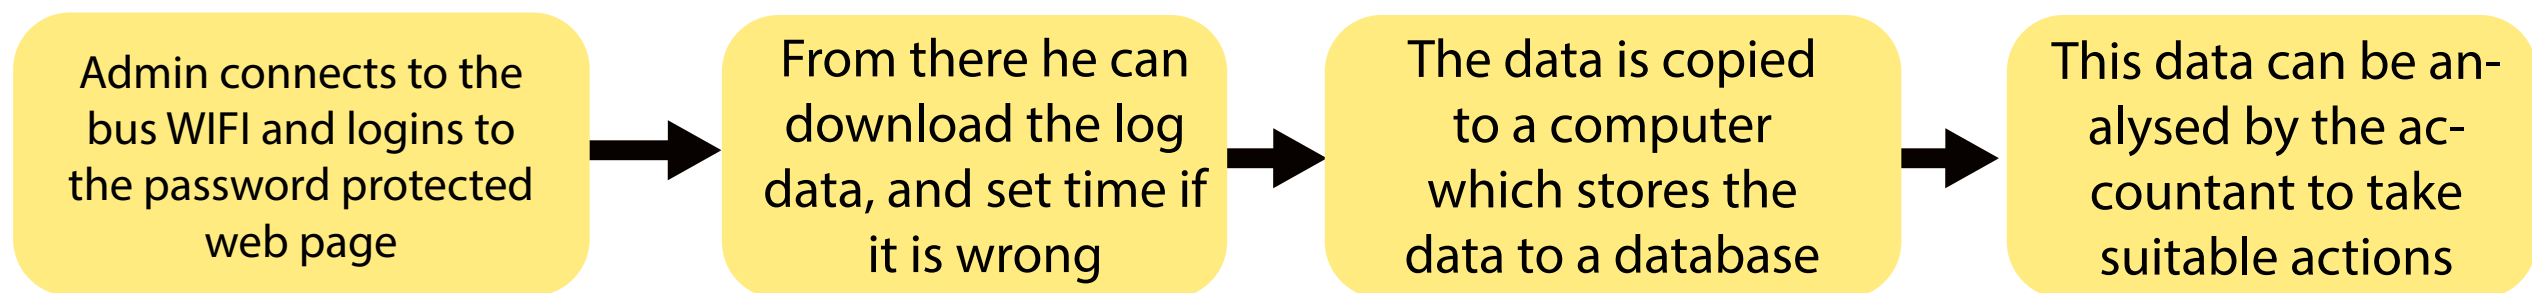 Admin connects to the
bus WIFI and logins to
the password protected
web page
From there he can
download the log
data, and set time if
it is wrong
The data is copied
to a computer
which stores the
data to a database
This data can be an-
alysed by the ac-
countant to take
suitable actions